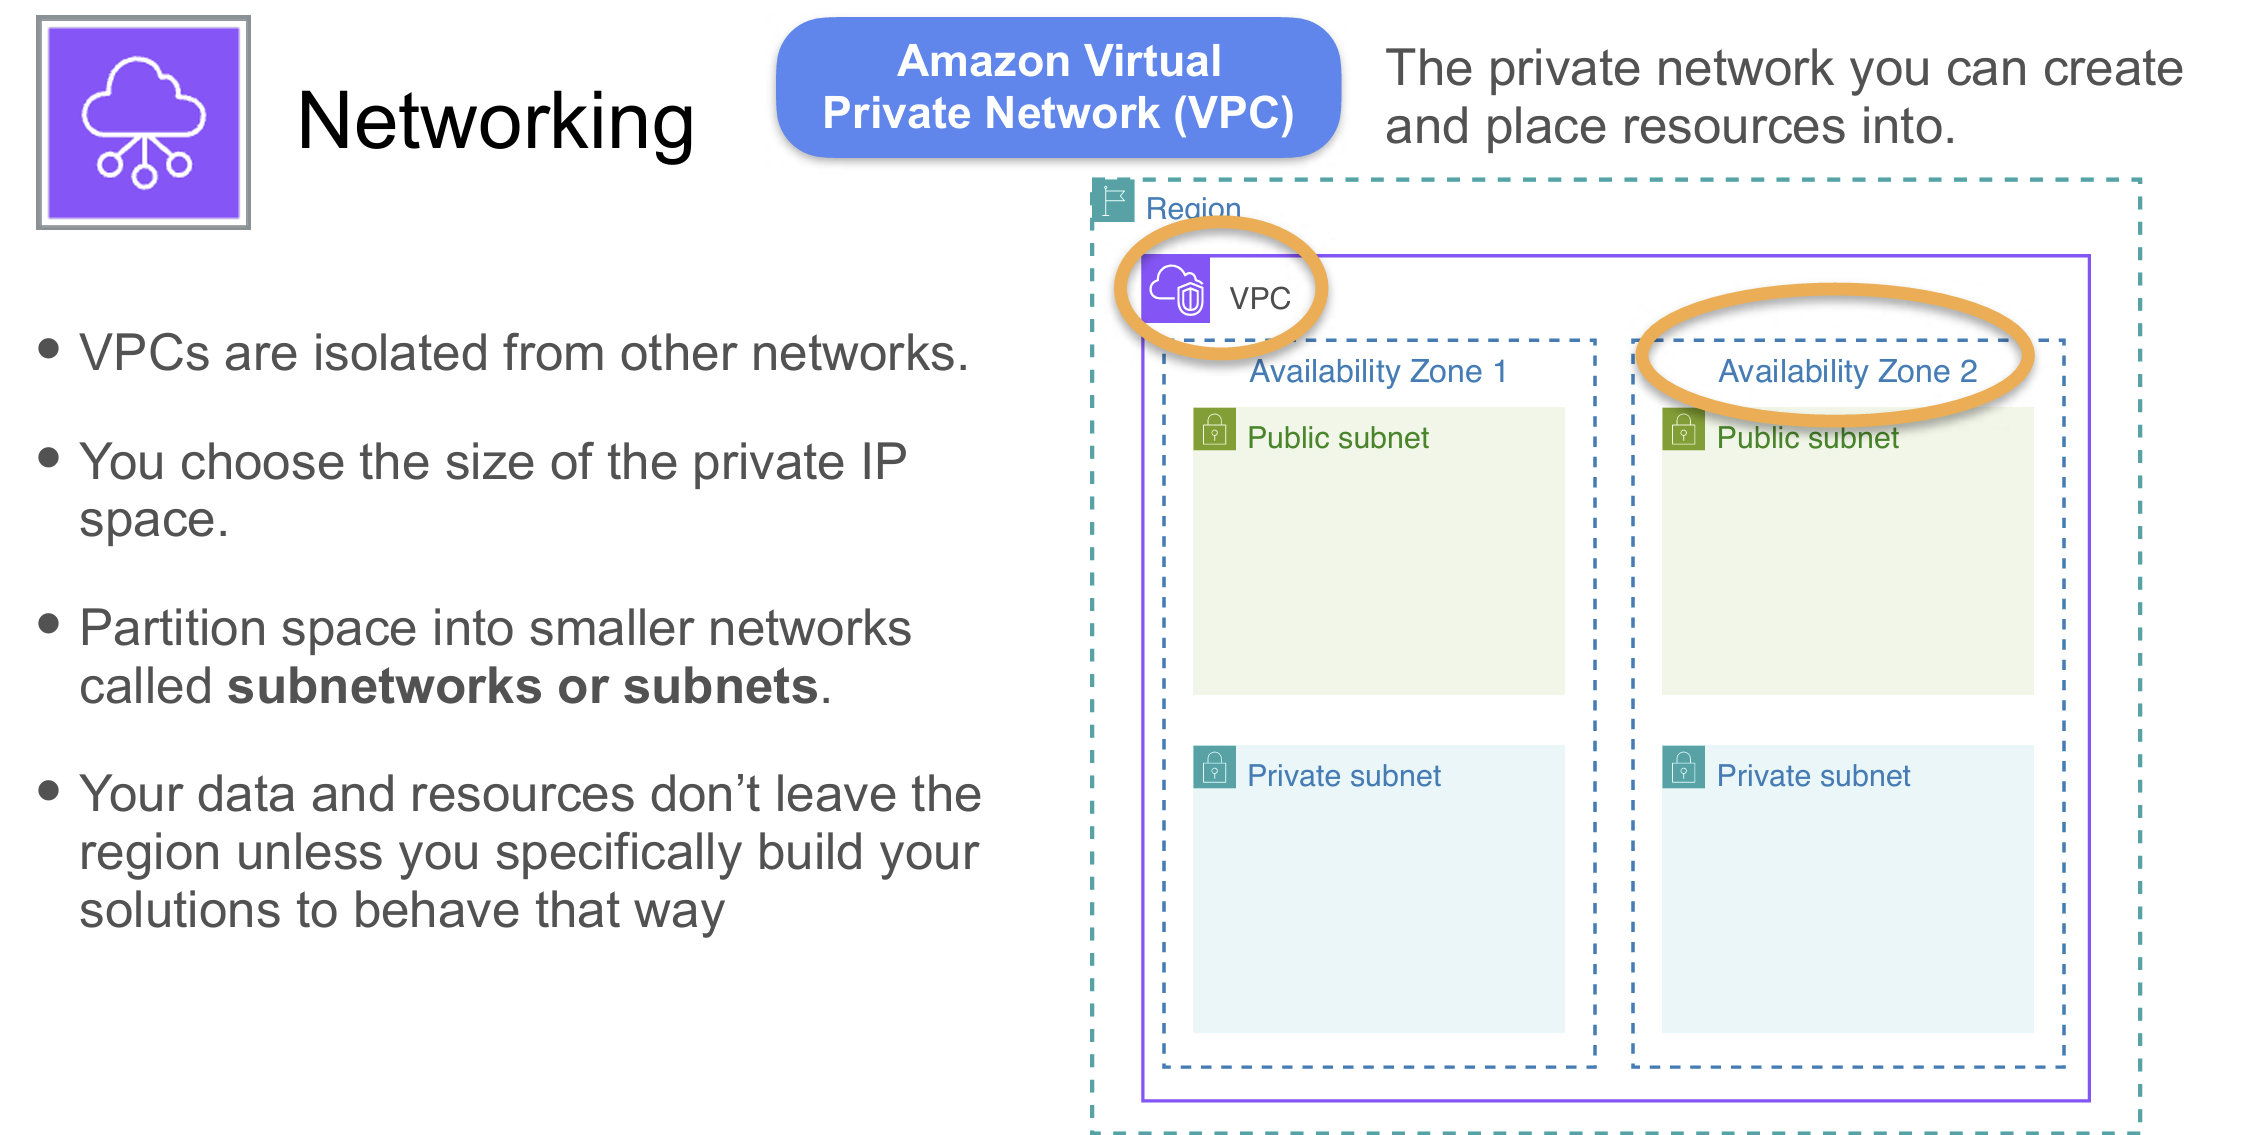 Networking
Amazon Virtual
Private Network (VPC)
The private network you can create
and place resources into.
• VPCs are isolated from other networks.
• You choose the size of the private IP
space.
• Partition space into smaller networks
called subnetworks or subnets.
• Your data and resources don’t leave the
region unless you specifically build your
solutions to behave that way
Region
VPC
Availability Zone 1
Public subnet
Private subnet
Availability Zone 2
Public subnet
Private subnet